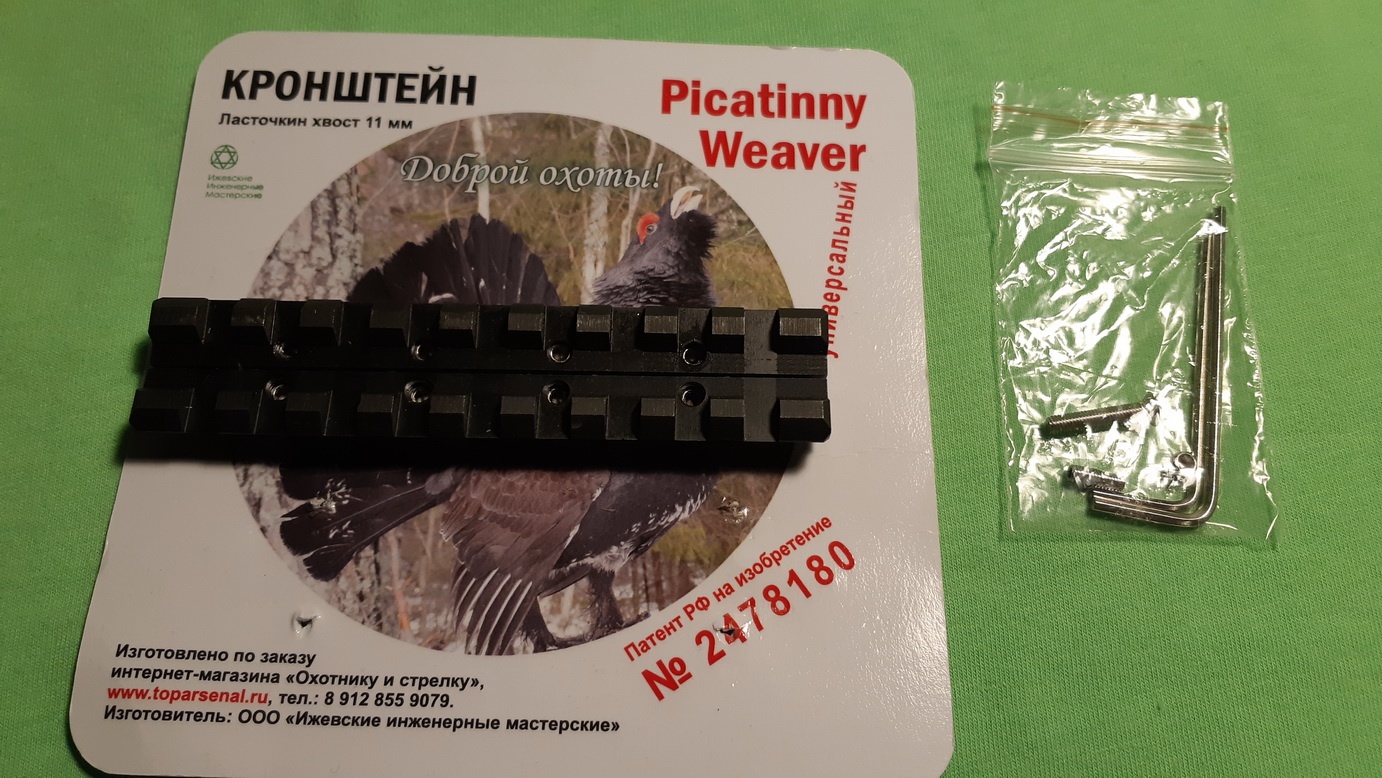 КРОНШТЕЙН
Ласточкин хвост 11 мм
Ижевские
Инженерные
Мастерские
Picatinny
Weaver
универсальный
Доброй охоты!
Патент РФ на изобретение
№ 2478180
Изготовлено по заказу
интернет-магазина «Охотнику и стрелку»,
www.toparsenal.ru, тел.: 8 912 855 9079.
Изготовитель: ООО «Ижевские инженерные мастерские»